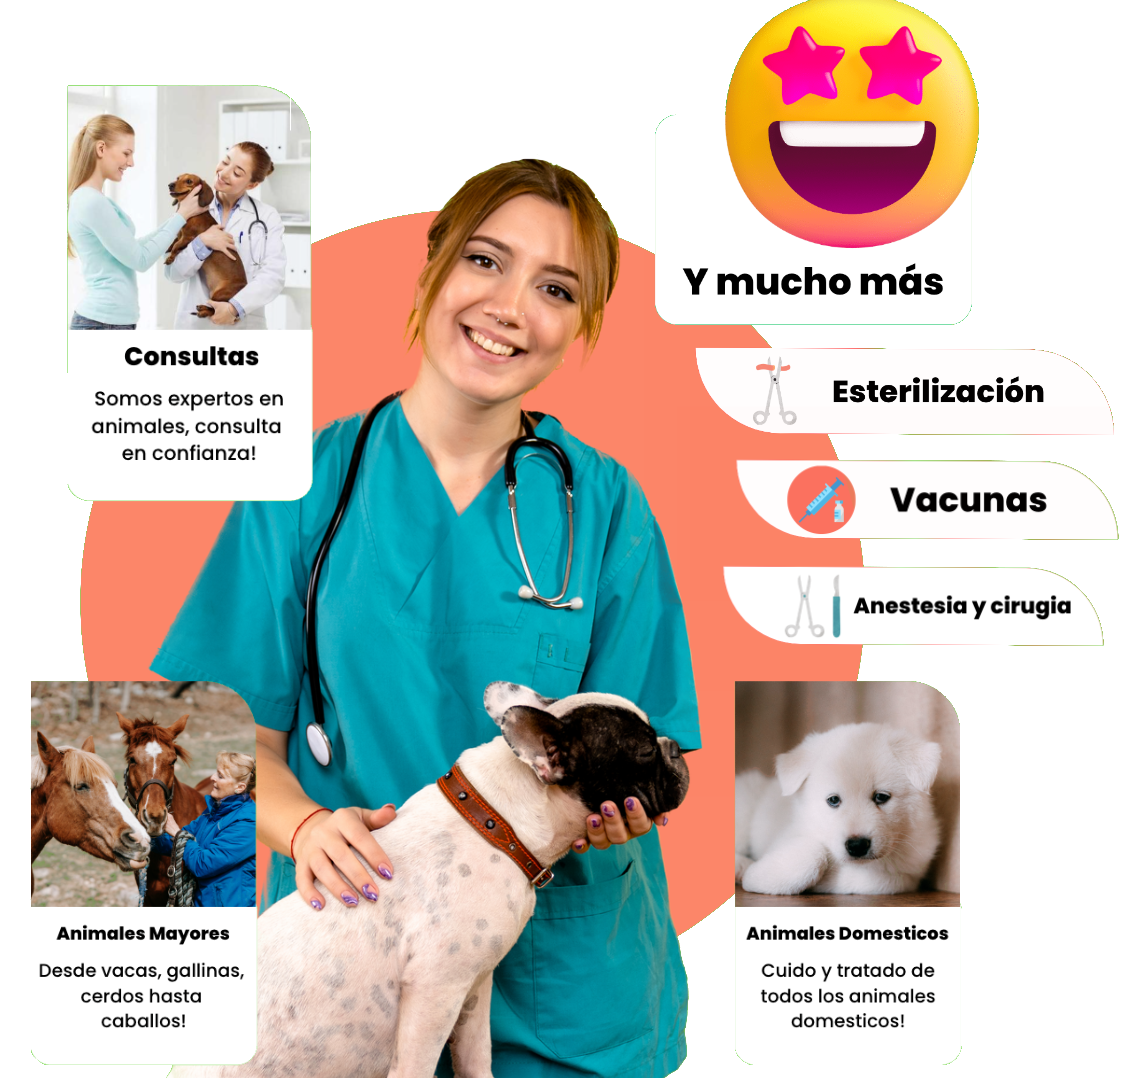 Consultas
Somos expertos en
animales, consulta
en confianza!
Y mucho más
Esterilización
Vacunas
Anestesia y cirugia
Animales Mayores
Desde vacas, gallinas,
cerdos hasta
caballos!
Animales Domesticos
Cuido y tratado de
todos los animales
domesticos!